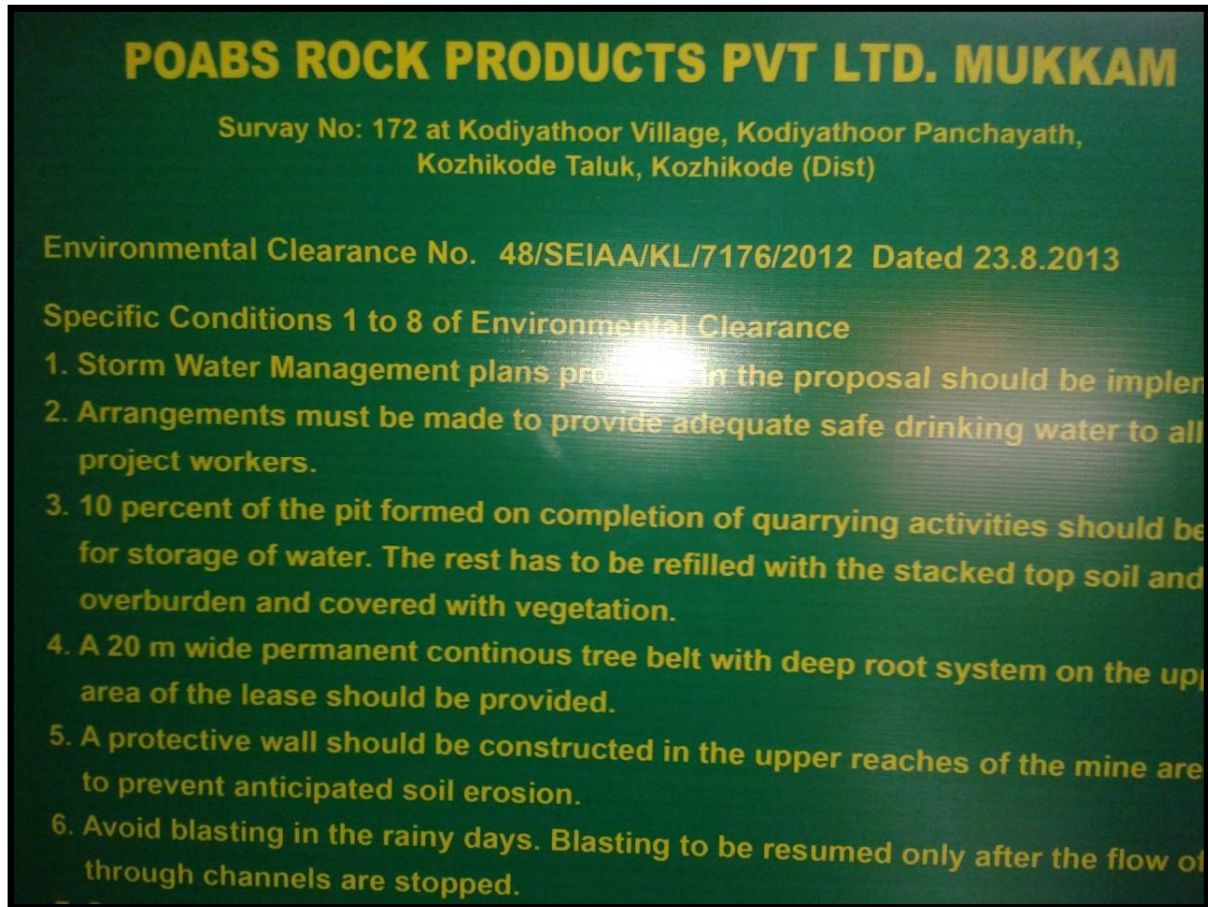 POABS ROCK PRODUCTS PVT LTD. MUKKAM
Survay No: 172 at Kodiyathoor Village, Kodiyathoor Panchayath,
Kozhikode Taluk, Kozhikode (Dist)
Environmental Clearance No. 48/SEIAA/KL/7176/2012 Dated 23.8.2013
Specific Conditions 1 to 8 of Environmental Clearance
1. Storm Water Management plans in the proposal should be
2. Arrangements must be made to provide adequate safe drinking water to all
project workers.
3. 10 percent of the pit formed on completion of quarrying activities should be
for storage of water. The rest has to be refilled with the stacked top soil and
overburden and covered with vegetation.
4. A 20 m wide permanent continous tree belt with deep root system on the
area of the lease should be provided.
5. A protective wall should be constructed in the upper reaches of the mine
to prevent anticipated soil erosion.
6. Avoid blasting in the rainy days. Blasting to be resumed only after the flow of
through channels are stopped.